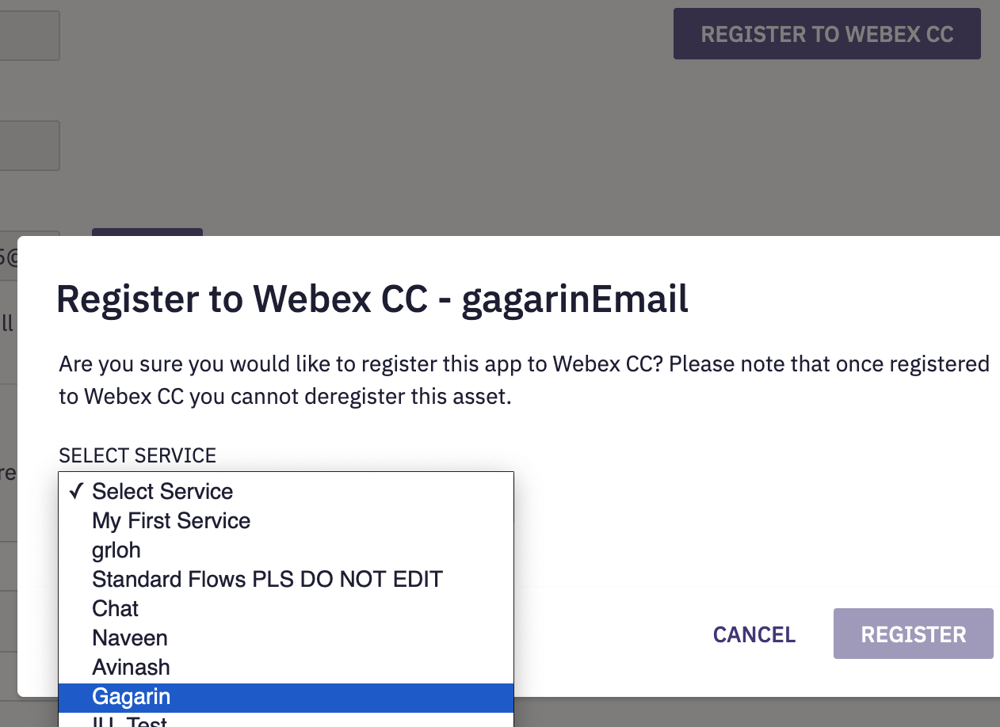 REGISTER TO WEBEX CC
5@
ll
re
Register to Webex CC - gagarinEmail
Are you sure you would like to register this app to Webex CC? Please note that once registered
to Webex CC you cannot deregister this asset.
SELECT SERVICE
✓ Select Service
My First Service
grloh
Standard Flows PLS DO NOT EDIT
Chat
Naveen
Avinash
Gagarin
Test
CANCEL
REGISTER